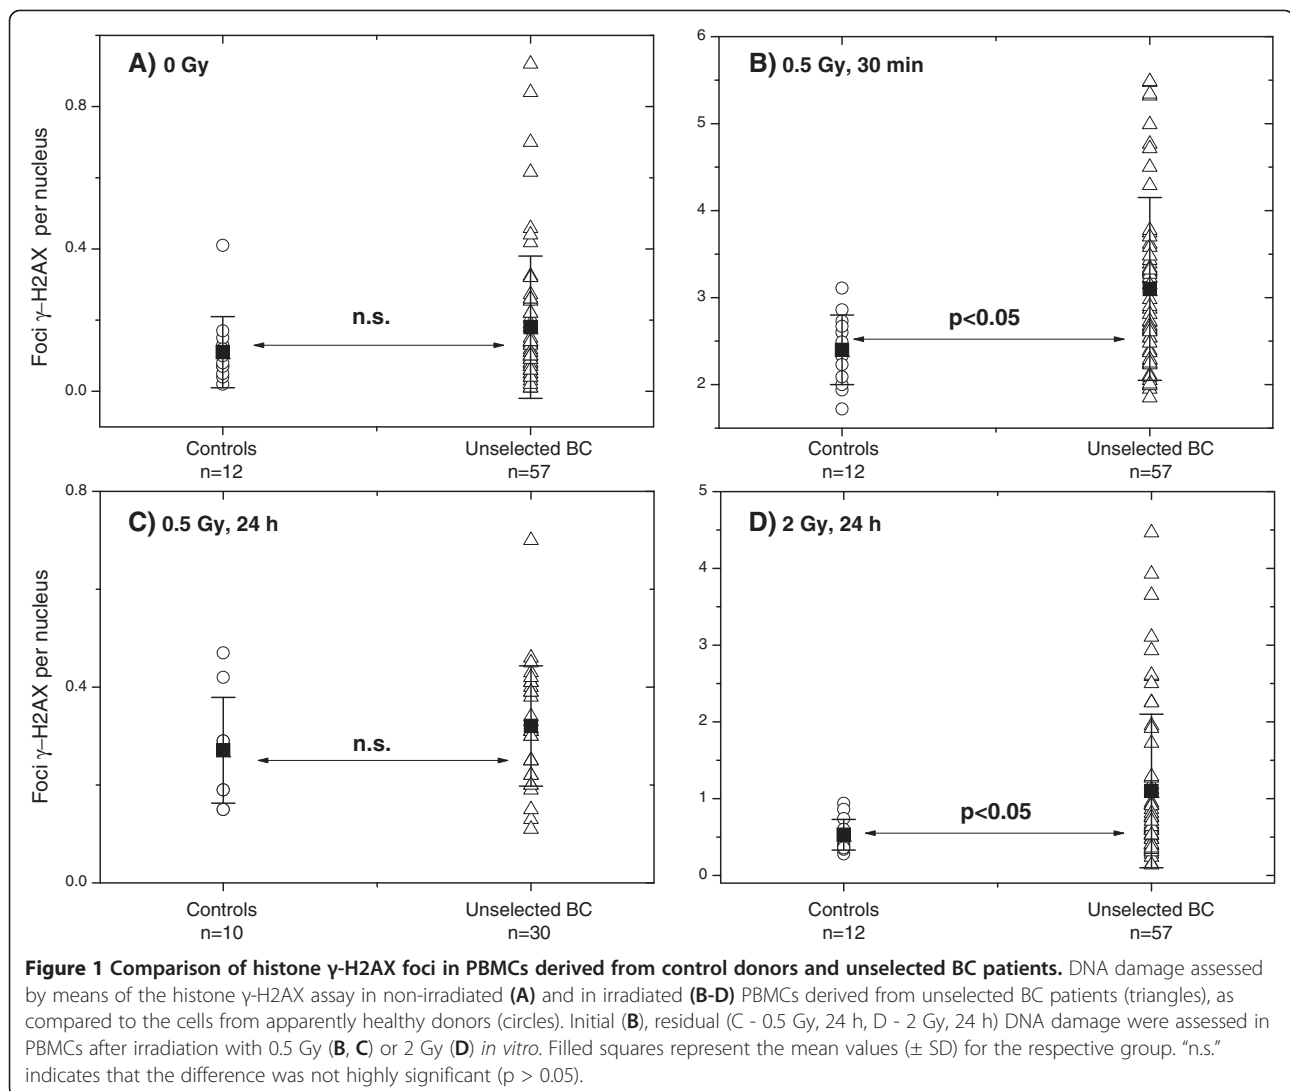 A) 0 Gy
0.8
0.4
0.0
Foci γ–H2AX per nucleus
n.s.
Controls
n=12
Unselected BC
n=57
B) 0.5 Gy, 30 min
6
5
4
3
2
p<0.05
Controls
n=12
Unselected BC
n=57
C) 0.5 Gy, 24 h
0.8
0.4
0.0
Foci γ–H2AX per nucleus
n.s.
Controls
n=10
Unselected BC
n=30
D) 2 Gy, 24 h
5
4
3
2
1
0
p<0.05
Controls
n=12
Unselected BC
n=57
Figure 1 Comparison of histone γ-H2AX foci in PBMCs derived from control donors and unselected BC patients. DNA damage assessed
by means of the histone γ-H2AX assay in non-irradiated (A) and in irradiated (B-D) PBMCs derived from unselected BC patients (triangles), as
compared to the cells from apparently healthy donors (circles). Initial (B), residual (C - 0.5 Gy, 24 h, D - 2 Gy, 24 h) DNA damage were assessed in
PBMCs after irradiation with 0.5 Gy (B, C) or 2 Gy (D) in vitro. Filled squares represent the mean values (± SD) for the respective group. “n.s.”
indicates that the difference was not highly significant (p > 0.05).